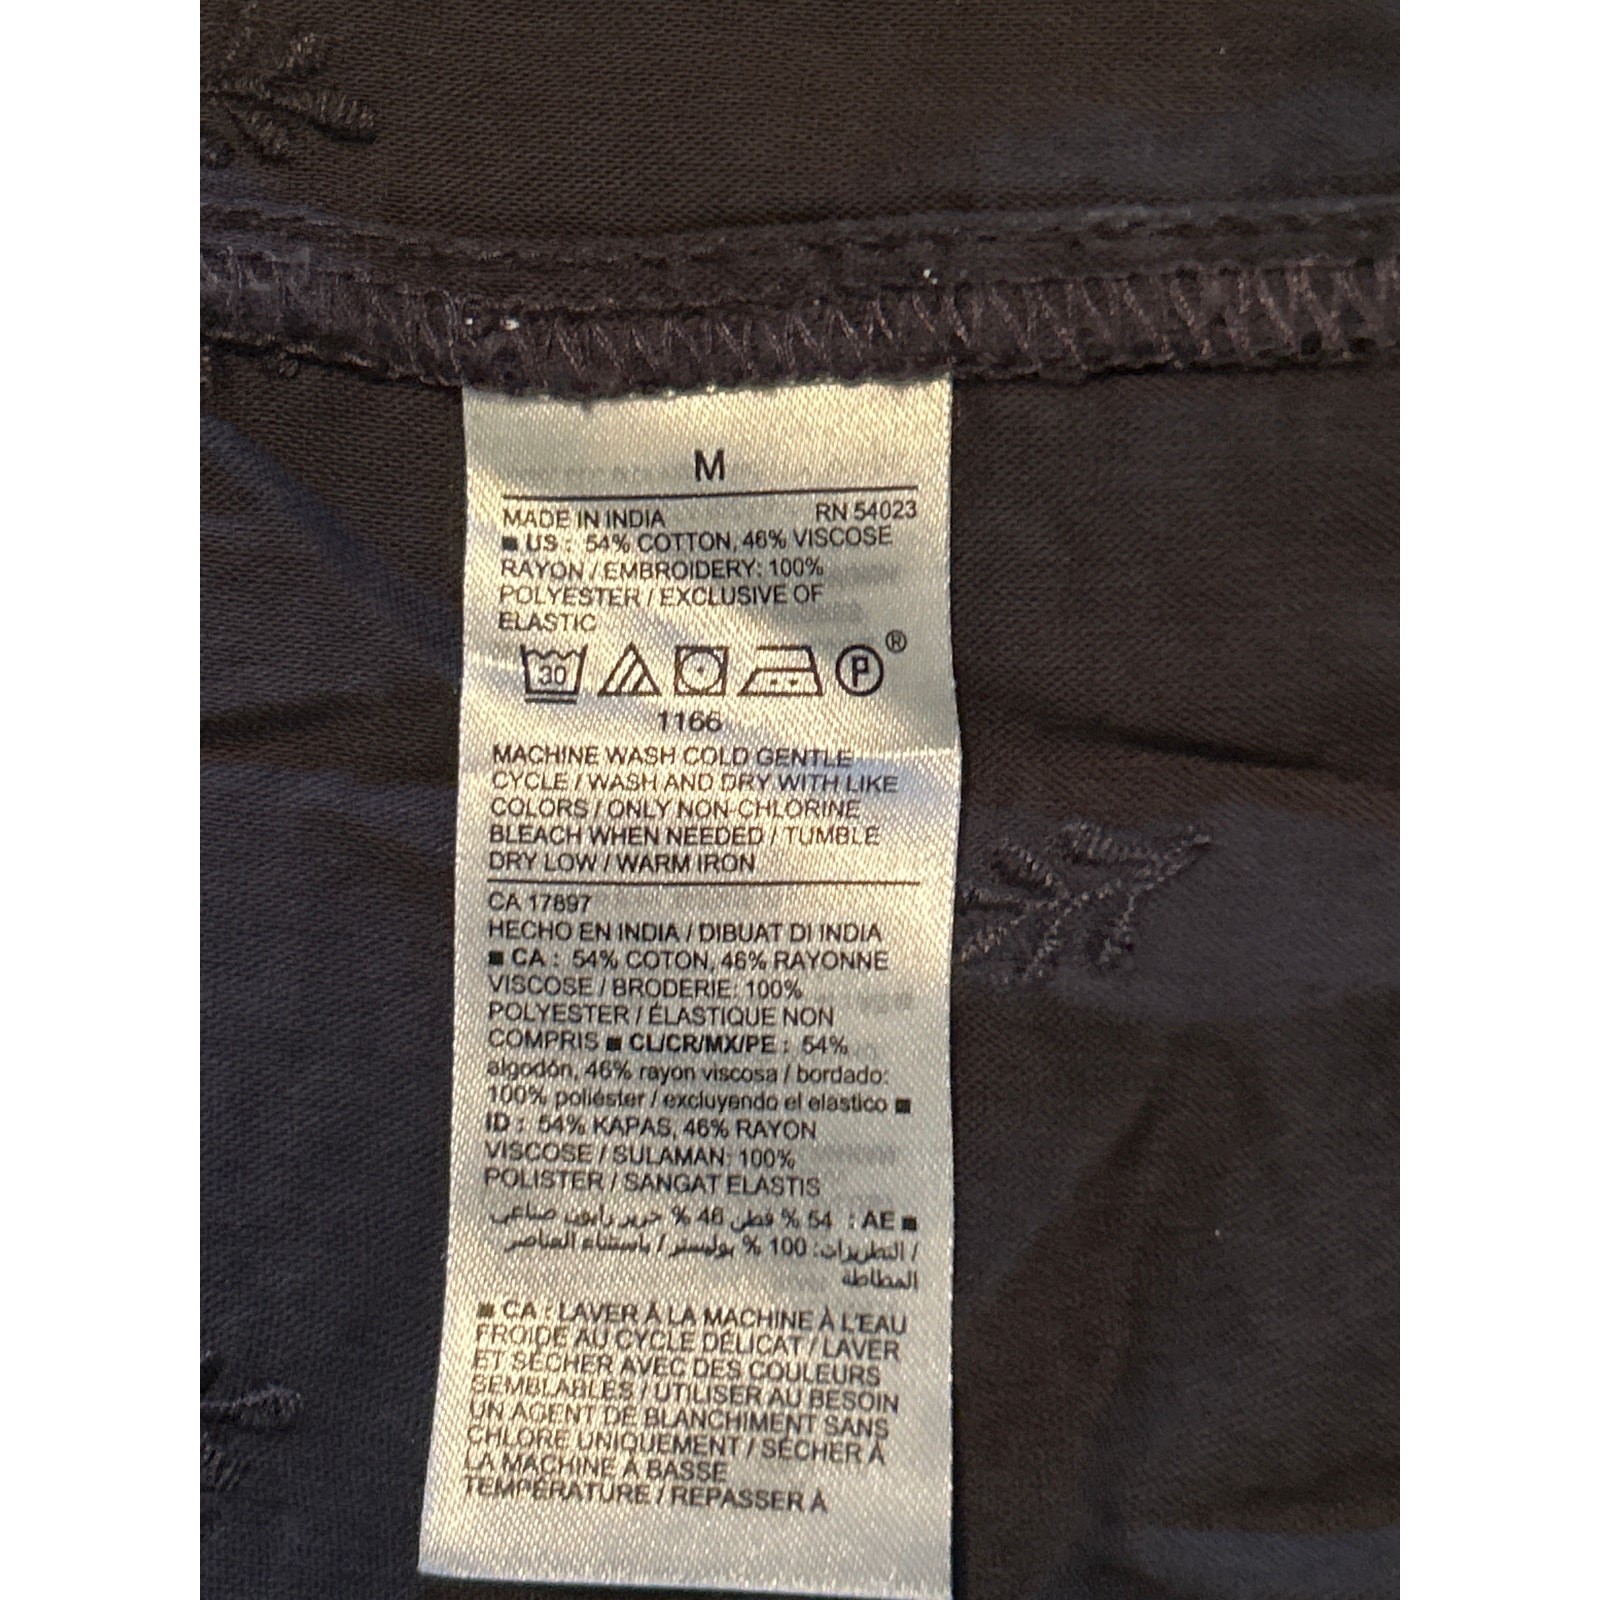 M
MADE IN INDIA RN 54023
■ US : 54% COTTON, 46% VISCOSE
RAYON / EMBROIDERY: 100%
POLYESTER / EXCLUSIVE OF
ELASTIC
30 P ®
1166
MACHINE WASH COLD GENTLE
CYCLE / WASH AND DRY WITH LIKE
COLORS / ONLY NON-CHLORINE
BLEACH WHEN NEEDED / TUMBLE
DRY LOW / WARM IRON
CA 17897
HECHO EN INDIA / DIBUAT DI INDIA
■ CA : 54% COTON, 46% RAYONNE
VISCOSE / BRODERIE: 100%
POLYESTER / ÉLASTIQUE NON
COMPRIS ■ CL/CR/MX/PE : 54%
algodón, 46% rayon viscosa / bordado:
100% poliéster / excluyendo el elastico ■
ID : 54% KAPAS, 46% RAYON
VISCOSE / SULAMAN: 100%
POLISTER / SANGAT ELASTIS
■ AE : 54 % قطن 46 % حرير رايون صناعي
/ التطريزات: 100 % بوليستر / باستثناء العناصر
المطاطة
■ CA : LAVER À LA MACHINE À L'EAU
FROIDE AU CYCLE DÉLICAT / LAVER
ET SÉCHER AVEC DES COULEURS
SEMBLABLES / UTILISER AU BESOIN
UN AGENT DE BLANCHIMENT SANS
CHLORE UNIQUEMENT / SÉCHER À
LA MACHINE À BASSE
TEMPÉRATURE / REPASSER À